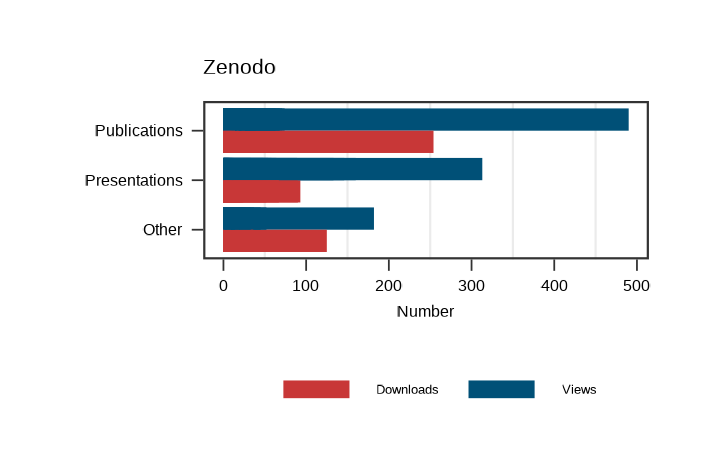 Zenodo
Publications
Presentations
Other
0 100 200 300 400 500
Number
Downloads Views